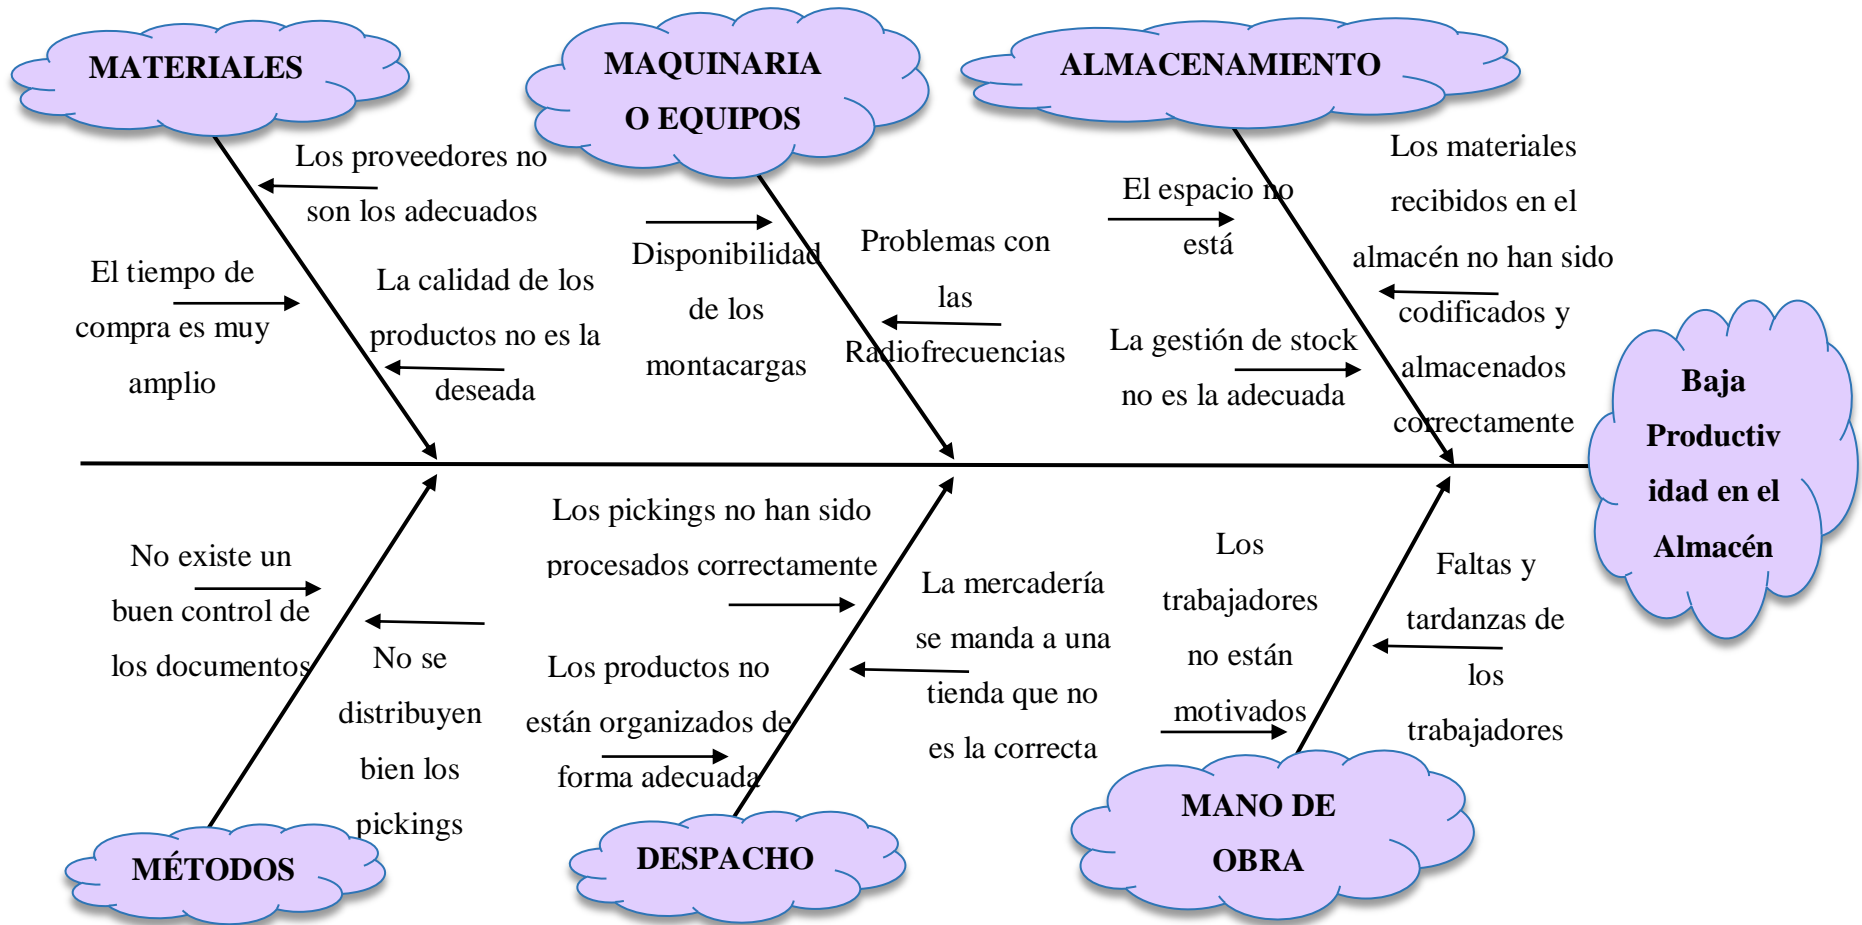 MATERIALES
MAQUINARIA
O EQUIPOS
ALMACENAMIENTO
Los proveedores no
son los adecuados
El tiempo de
compra es muy
amplio
La calidad de los
productos no es la
deseada
Disponibilidad
de los
montacargas
Problemas con
las
Radiofrecuencias
El espacio no
está
La gestión de stock
no es la adecuada
Los materiales
recibidos en el
almacén no han sido
codificados y
almacenados
correctamente
Baja
Productiv
idad en el
Almacén
No existe un
buen control de
los documentos
No se
distribuyen
bien los
pickings
Los pickings no han sido
procesados correctamente
Los productos no
están organizados de
forma adecuada
La mercadería
se manda a una
tienda que no
es la correcta
Los
trabajadores
no están
motivados
Faltas y
tardanzas de
los
trabajadores
MÉTODOS
DESPACHO
MANO DE
OBRA